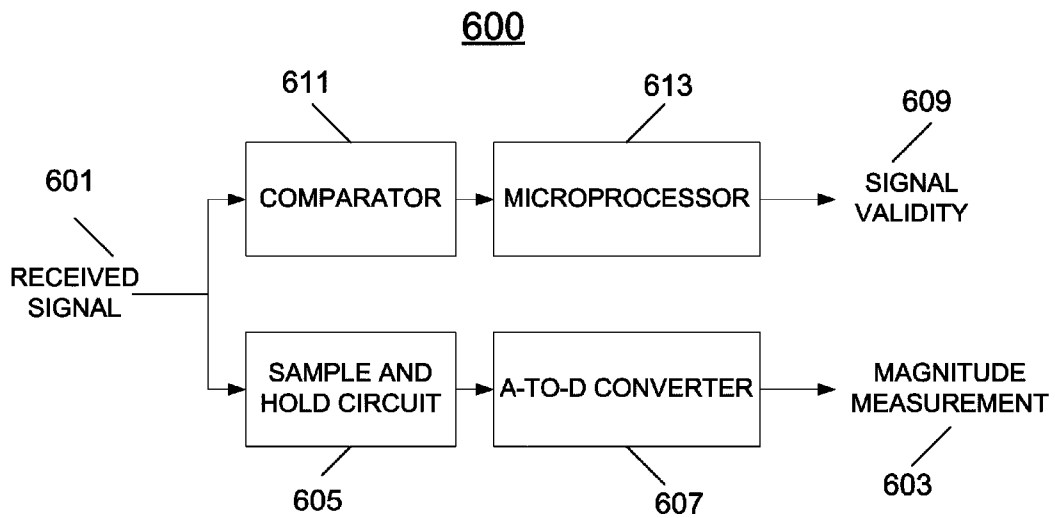 600
611
613
609
601
COMPARATOR
MICROPROCESSOR
SIGNAL
VALIDITY
RECEIVED
SIGNAL
SAMPLE AND
HOLD CIRCUIT
A-TO-D CONVERTER
MAGNITUDE
MEASUREMENT
605
607
603